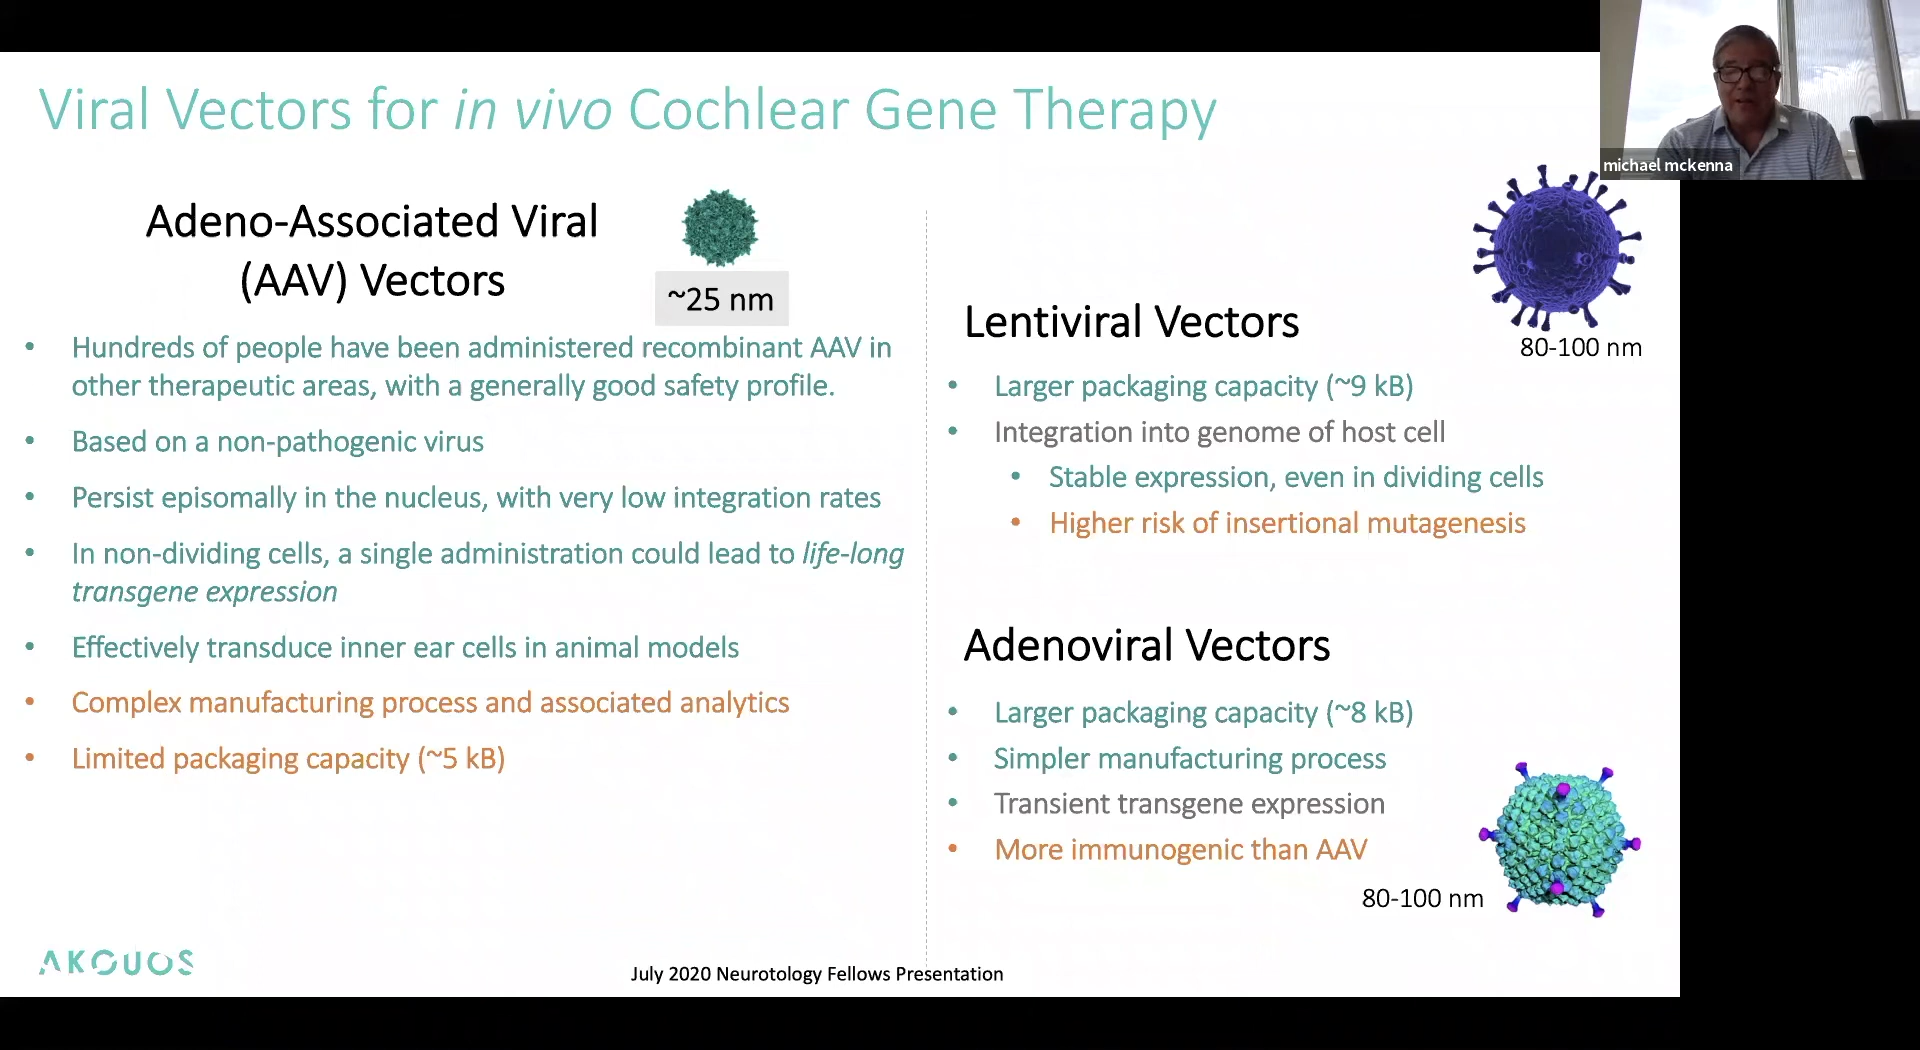 Viral Vectors for in vivo Cochlear Gene Therapy
michael mckenna
Adeno-Associated Viral
(AAV) Vectors
~25 nm
• Hundreds of people have been administered recombinant AAV in
other therapeutic areas, with a generally good safety profile.
• Based on a non-pathogenic virus
• Persist episomally in the nucleus, with very low integration rates
• In non-dividing cells, a single administration could lead to life-long
transgene expression
• Effectively transduce inner ear cells in animal models
• Complex manufacturing process and associated analytics
• Limited packaging capacity (~5 kB)
Lentiviral Vectors
80-100 nm
• Larger packaging capacity (~9 kB)
• Integration into genome of host cell
• Stable expression, even in dividing cells
• Higher risk of insertional mutagenesis
Adenoviral Vectors
• Larger packaging capacity (~8 kB)
• Simpler manufacturing process
• Transient transgene expression
• More immunogenic than AAV
80-100 nm
AKOUOS
July 2020 Neurotology Fellows Presentation